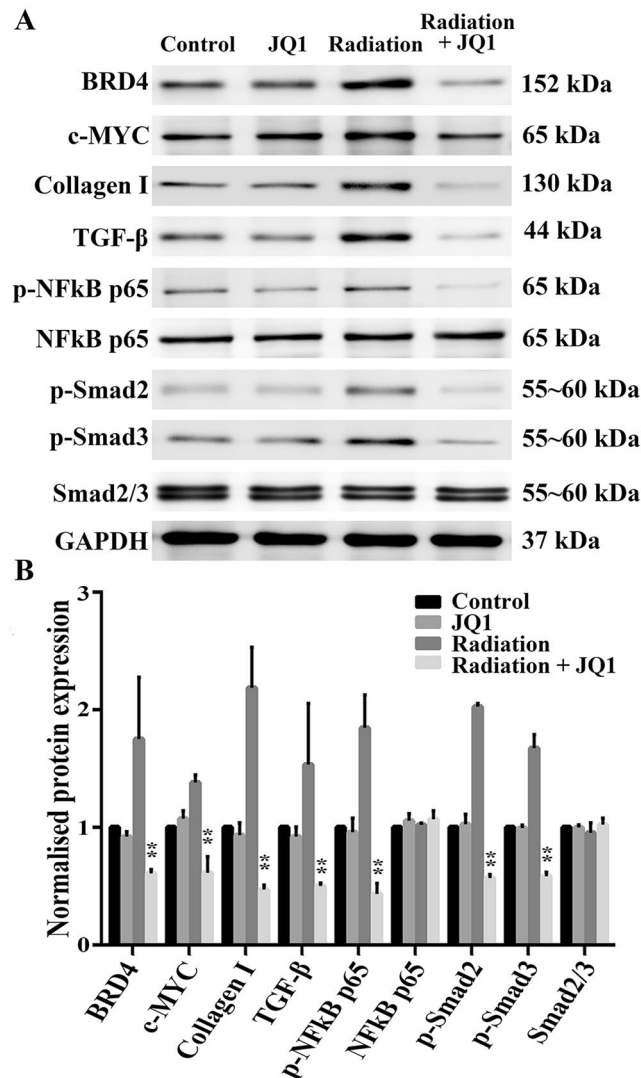 A
Control JQ1 Radiation Radiation
+ JQ1
BRD4 152 kDa
c-MYC 65 kDa
Collagen I 130 kDa
TGF-β 44 kDa
p-NFkB p65 65 kDa
NFkB p65 65 kDa
p-Smad2 55~60 kDa
p-Smad3 55~60 kDa
Smad2/3 55~60 kDa
GAPDH 37 kDa
B
Normalised protein expression
3
2
1
0
Control
JQ1
Radiation
Radiation + JQ1
** ** ** ** ** ** **
BRD4 c-MYC Collagen I TGF-β p-NFkB p65 NFkB p65 p-Smad2 p-Smad3 Smad2/3